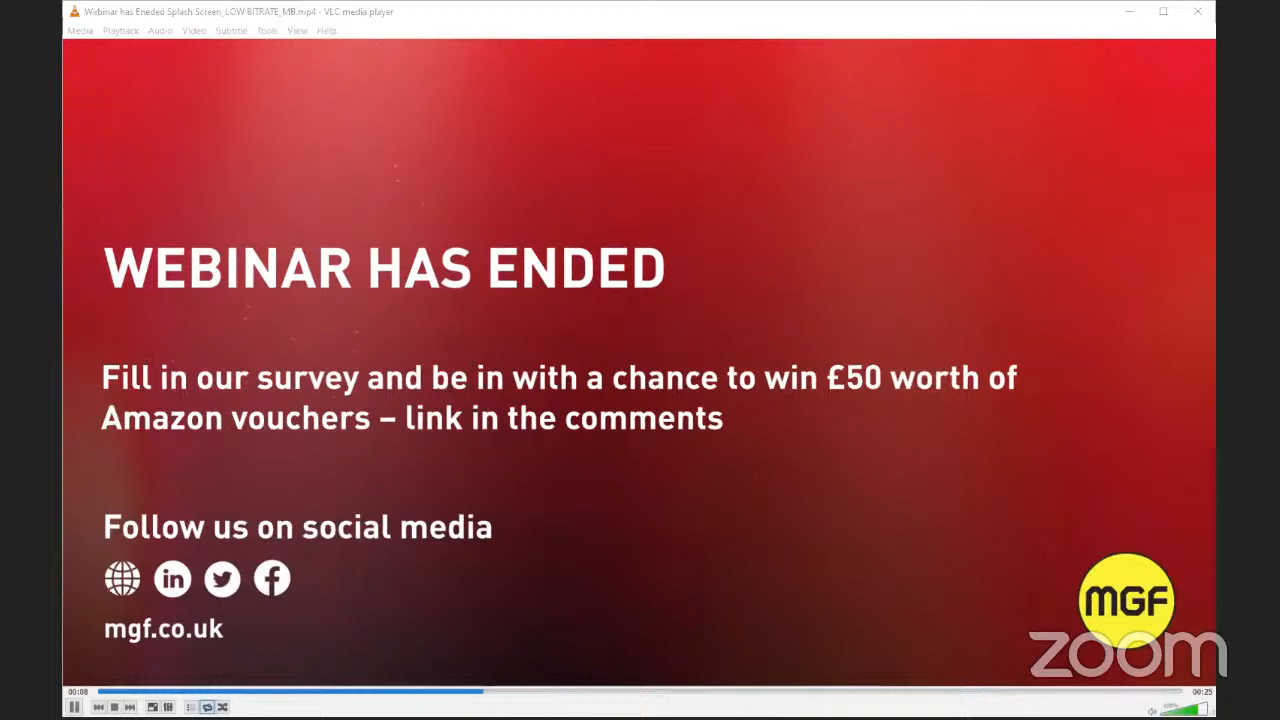 Webinar has Eneded Splash Screen_LOW BITRATE_MB.mp4 - VLC media player
Media Playback Audio Video Subtitle Tools View Help
WEBINAR HAS ENDED
Fill in our survey and be in with a chance to win £50 worth of
Amazon vouchers – link in the comments
Follow us on social media
in
mgf.co.uk
MGF
zoom
00:08
00:25